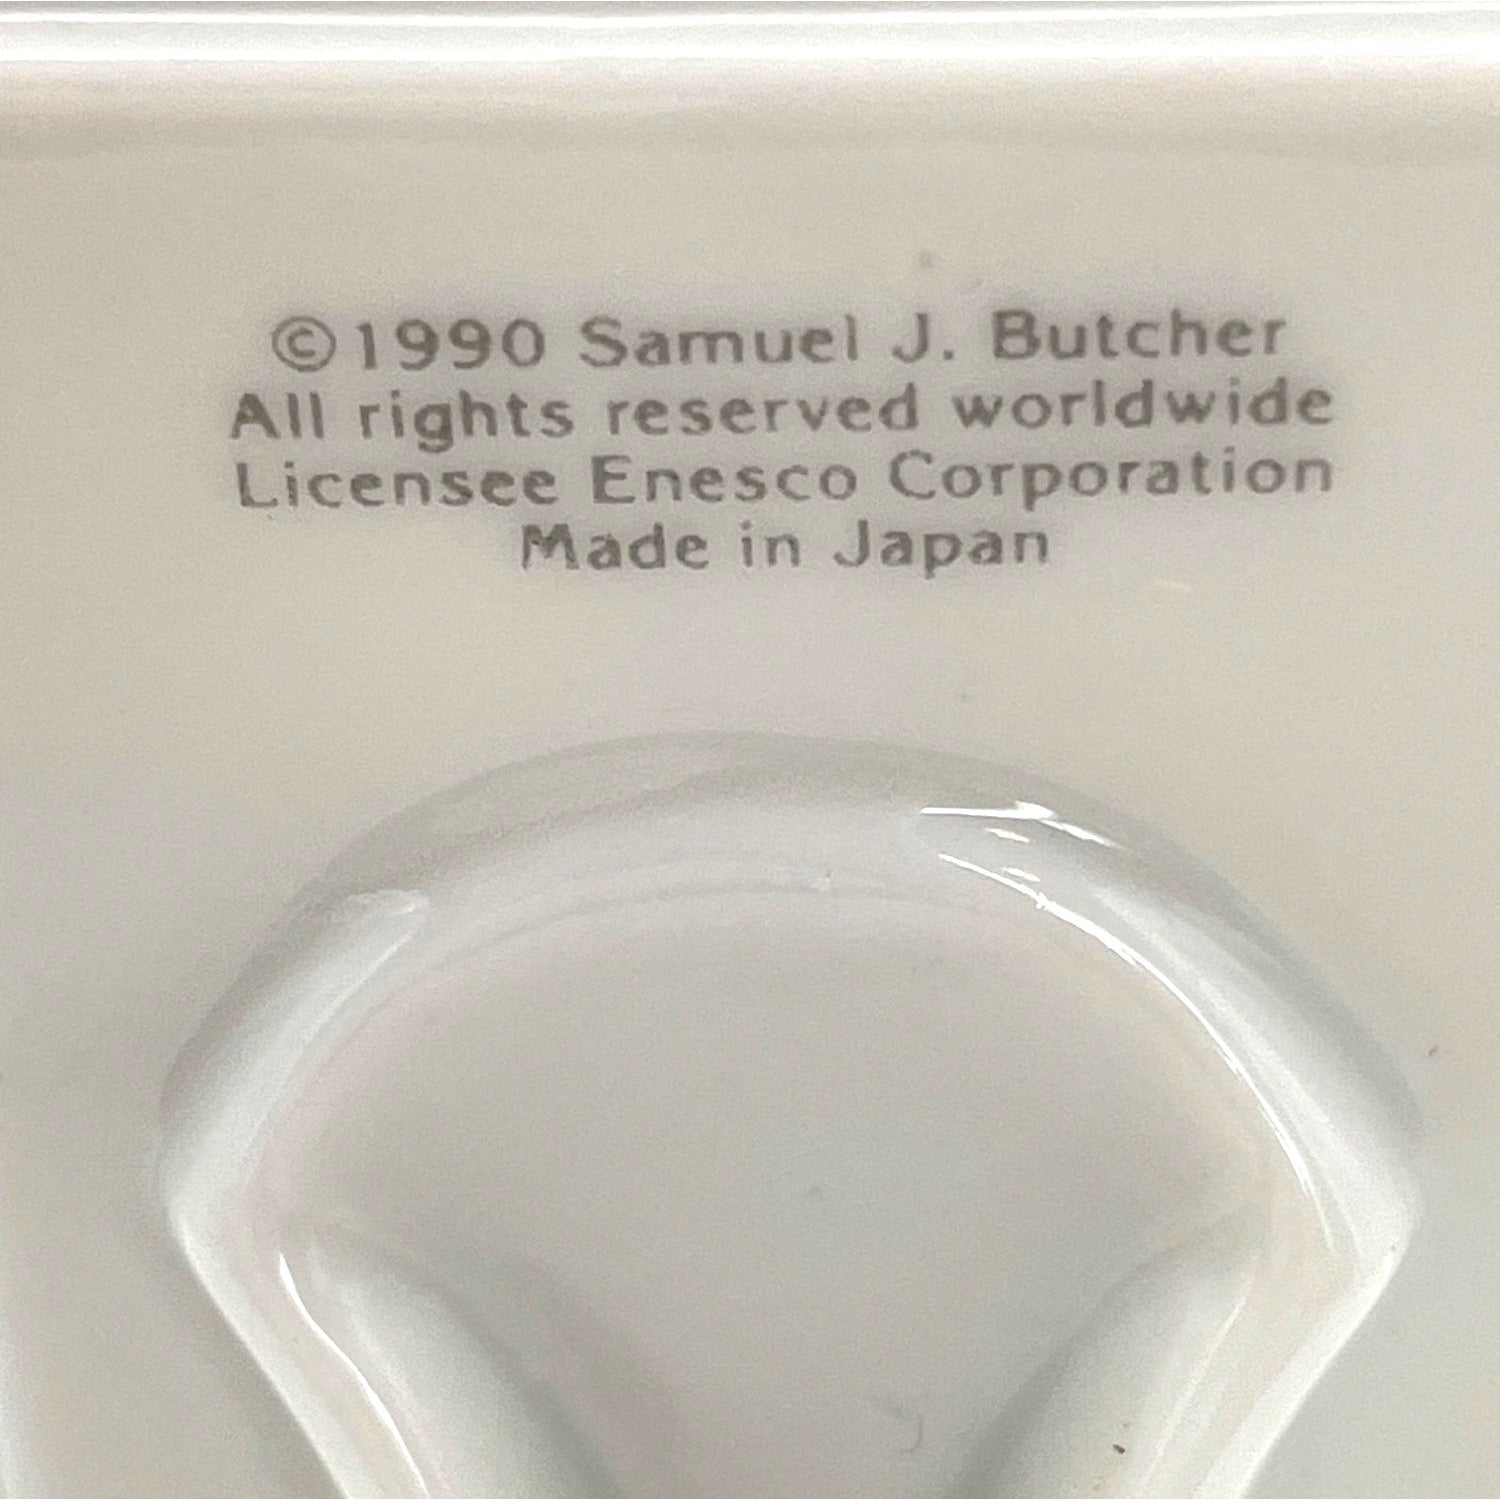 ©1990 Samuel J. Butcher
All rights reserved worldwide
Licensee Enesco Corporation
Made in Japan